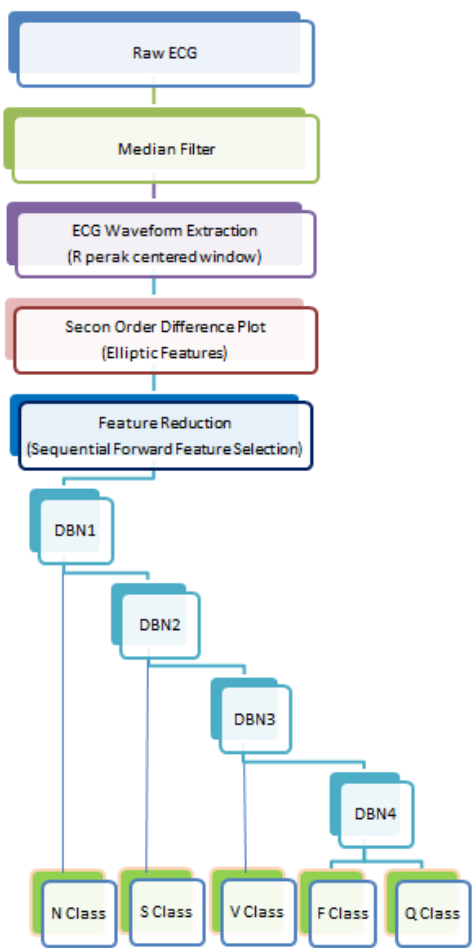 Raw ECG
Median Filter
ECG Waveform Extraction
(R perak centered window)
Secon Order Difference Plot
(Elliptic Features)
Feature Reduction
(Sequential Forward Feature Selection)
DBN1
DBN2
DBN3
DBN4
N Class
S Class
V Class
F Class
Q Class